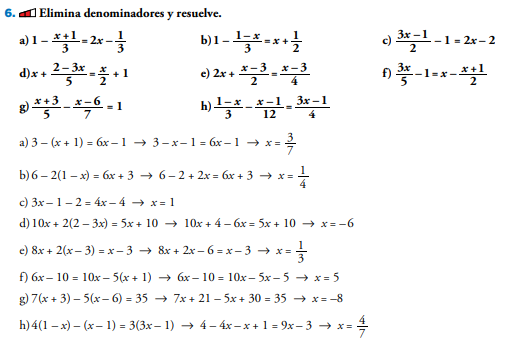 6. Elimina denominadores y resuelve.
a) 1 – (x + 1)/3 = 2x – 1/3 b) 1 – (1 – x)/3 = x + 1/2 c) (3x – 1)/2 – 1 = 2x – 2
d) x + (2 – 3x)/5 = x/2 + 1 e) 2x + (x – 3)/2 = (x – 3)/4 f) 3x/5 – 1 = x – (x + 1)/2
g) (x + 3)/5 – (x – 6)/7 = 1 h) (1 – x)/3 – (x – 1)/12 = (3x – 1)/4
a) 3 – (x + 1) = 6x – 1 → 3 – x – 1 = 6x – 1 → x = 3/7
b) 6 – 2(1 – x) = 6x + 3 → 6 – 2 + 2x = 6x + 3 → x = 1/4
c) 3x – 1 – 2 = 4x – 4 → x = 1
d) 10x + 2(2 – 3x) = 5x + 10 → 10x + 4 – 6x = 5x + 10 → x = –6
e) 8x + 2(x – 3) = x – 3 → 8x + 2x – 6 = x – 3 → x = 1/3
f) 6x – 10 = 10x – 5(x + 1) → 6x – 10 = 10x – 5x – 5 → x = 5
g) 7(x + 3) – 5(x – 6) = 35 → 7x + 21 – 5x + 30 = 35 → x = –8
h) 4(1 – x) – (x – 1) = 3(3x – 1) → 4 – 4x – x + 1 = 9x – 3 → x = 4/7